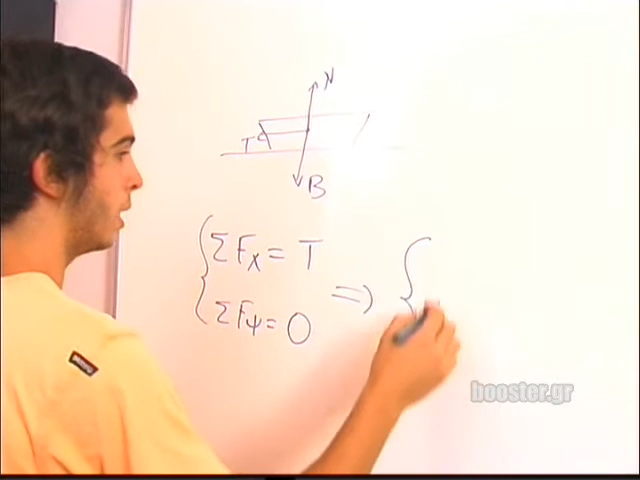 N
T
B
ΣFx = T
ΣFψ = 0
=> {
booster.gr